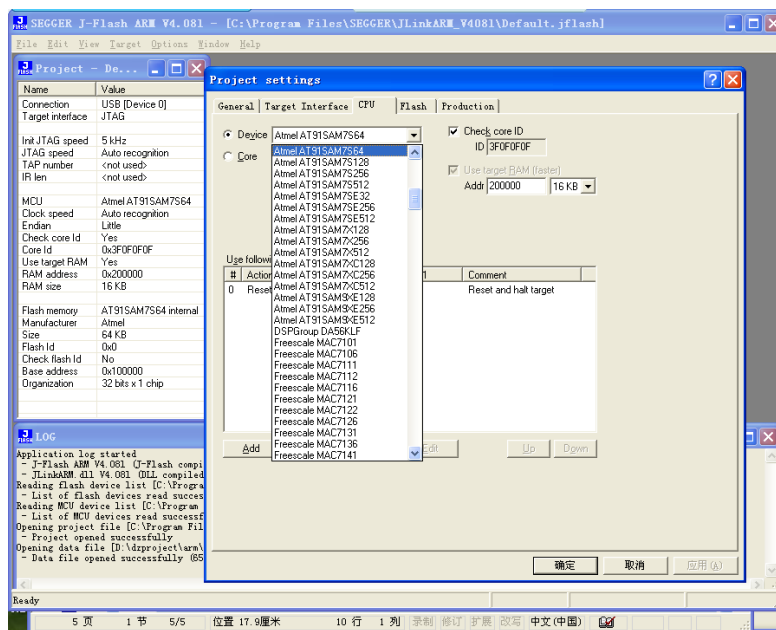 SEGGER J-Flash ARM V4.081 - [C:\Program Files\SEGGER\JLinkARM_V4081\Default.jflash]
File Edit View Target Options Window Help
Project - De...
Name Value
Connection USB [Device 0]
Target interface JTAG
Init JTAG speed 5 kHz
JTAG speed Auto recognition
TAP number <not used>
IR len <not used>
MCU Atmel AT91SAM7S64
Clock speed Auto recognition
Endian Little
Check core Id Yes
Core Id 0x3F0F0F0F
Use target RAM Yes
RAM address 0x200000
RAM size 16 KB
Flash memory AT91SAM7S64 internal
Manufacturer Atmel
Size 64 KB
Flash Id 0x0
Check flash Id No
Base address 0x100000
Organization 32 bits x 1 chip
Project settings
General Target Interface CPU Flash Production
Device Atmel AT91SAM7S64
Core
Check core ID
ID 3F0F0F0F
Use target RAM (faster)
Addr 200000 16 KB
Atmel AT91SAM7S64
Atmel AT91SAM7S128
Atmel AT91SAM7S256
Atmel AT91SAM7S512
Atmel AT91SAM7SE32
Atmel AT91SAM7SE256
Atmel AT91SAM7SE512
Atmel AT91SAM7X128
Atmel AT91SAM7X256
Atmel AT91SAM7X512
Atmel AT91SAM7XC128
Atmel AT91SAM7XC256
Atmel AT91SAM7XC512
Atmel AT91SAM9XE128
Atmel AT91SAM9XE256
Atmel AT91SAM9XE512
DSPGroup DA56KLF
Freescale MAC7101
Freescale MAC7106
Freescale MAC7111
Freescale MAC7112
Freescale MAC7116
Freescale MAC7121
Freescale MAC7122
Freescale MAC7126
Freescale MAC7131
Freescale MAC7136
Freescale MAC7141
Use followi
# Action 1 Comment
0 Reset Reset and halt target
Add Edit Up Down
确定 取消 应用(A)
LOG
Application log started
- J-Flash ARM V4.081 (J-Flash compi
- JLinkARM.dll V4.081 (DLL compiled
Reading flash device list [C:\Progra
- List of flash devices read succes
Reading MCU device list [C:\Program
- List of MCU devices read successf
Opening project file [C:\Program Fil
- Project opened successfully
Opening data file [D:\dzproject\arm\
- Data file opened successfully (65
Ready
5 页 1 节 5/5 位置 17.9厘米 10 行 1 列 录制 修订 扩展 改写 中文(中国)